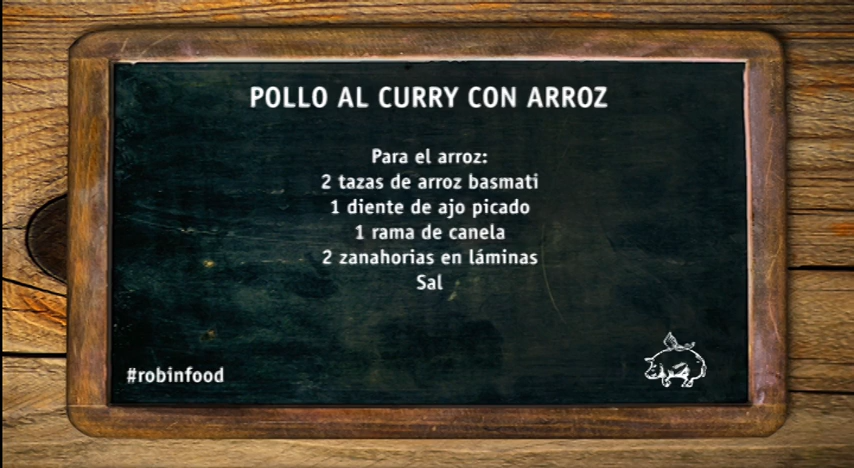 POLLO AL CURRY CON ARROZ
Para el arroz:
2 tazas de arroz basmati
1 diente de ajo picado
1 rama de canela
2 zanahorias en láminas
Sal
#robinfood